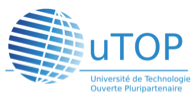 uTOP
Université de Technologie
Ouverte Pluripartenaire